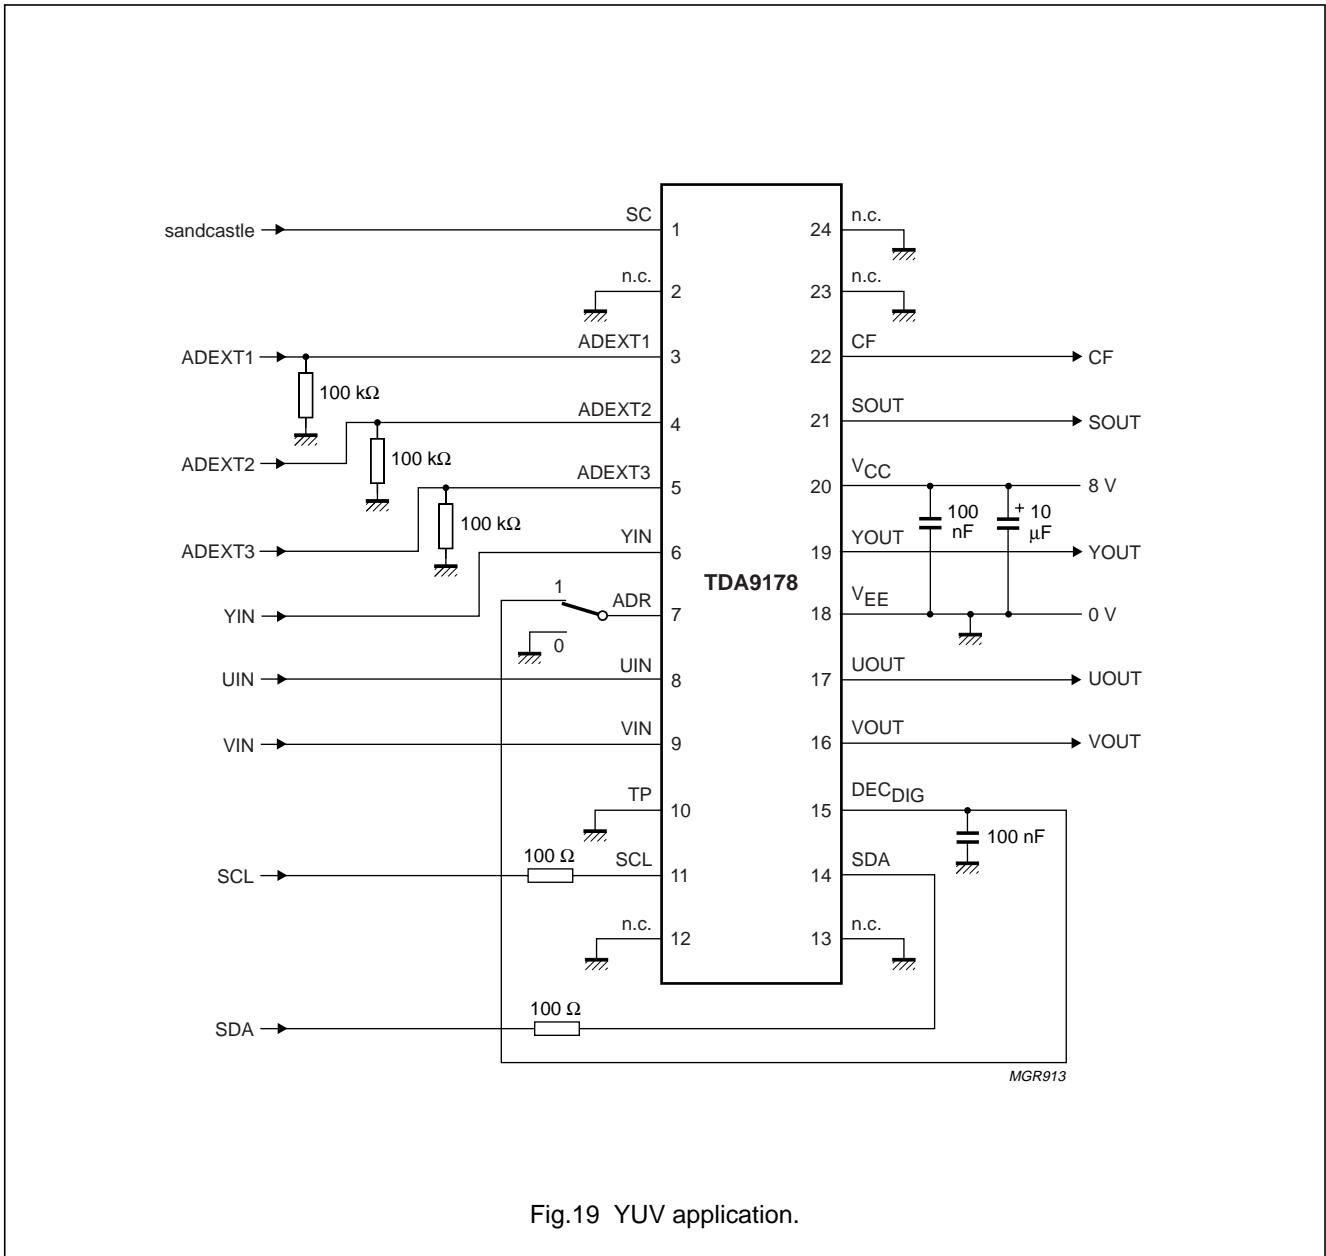 SC
sandcastle
1
24
n.c.
n.c.
2
23
n.c.
ADEXT1
ADEXT1
3
22
CF
CF
100 kΩ
ADEXT2
4
21
SOUT
SOUT
ADEXT2
100 kΩ
ADEXT3
5
20
VCC
8 V
100 nF
+ 10 µF
ADEXT3
100 kΩ
YIN
6
19
YOUT
YOUT
TDA9178
YIN
1
ADR
7
0
18
VEE
0 V
UIN
UIN
8
17
UOUT
UOUT
VIN
VIN
9
16
VOUT
VOUT
TP
10
15
DECDIG
100 nF
SCL
100 Ω
SCL
11
14
SDA
n.c.
12
13
n.c.
SDA
100 Ω
MGR913
Fig.19 YUV application.